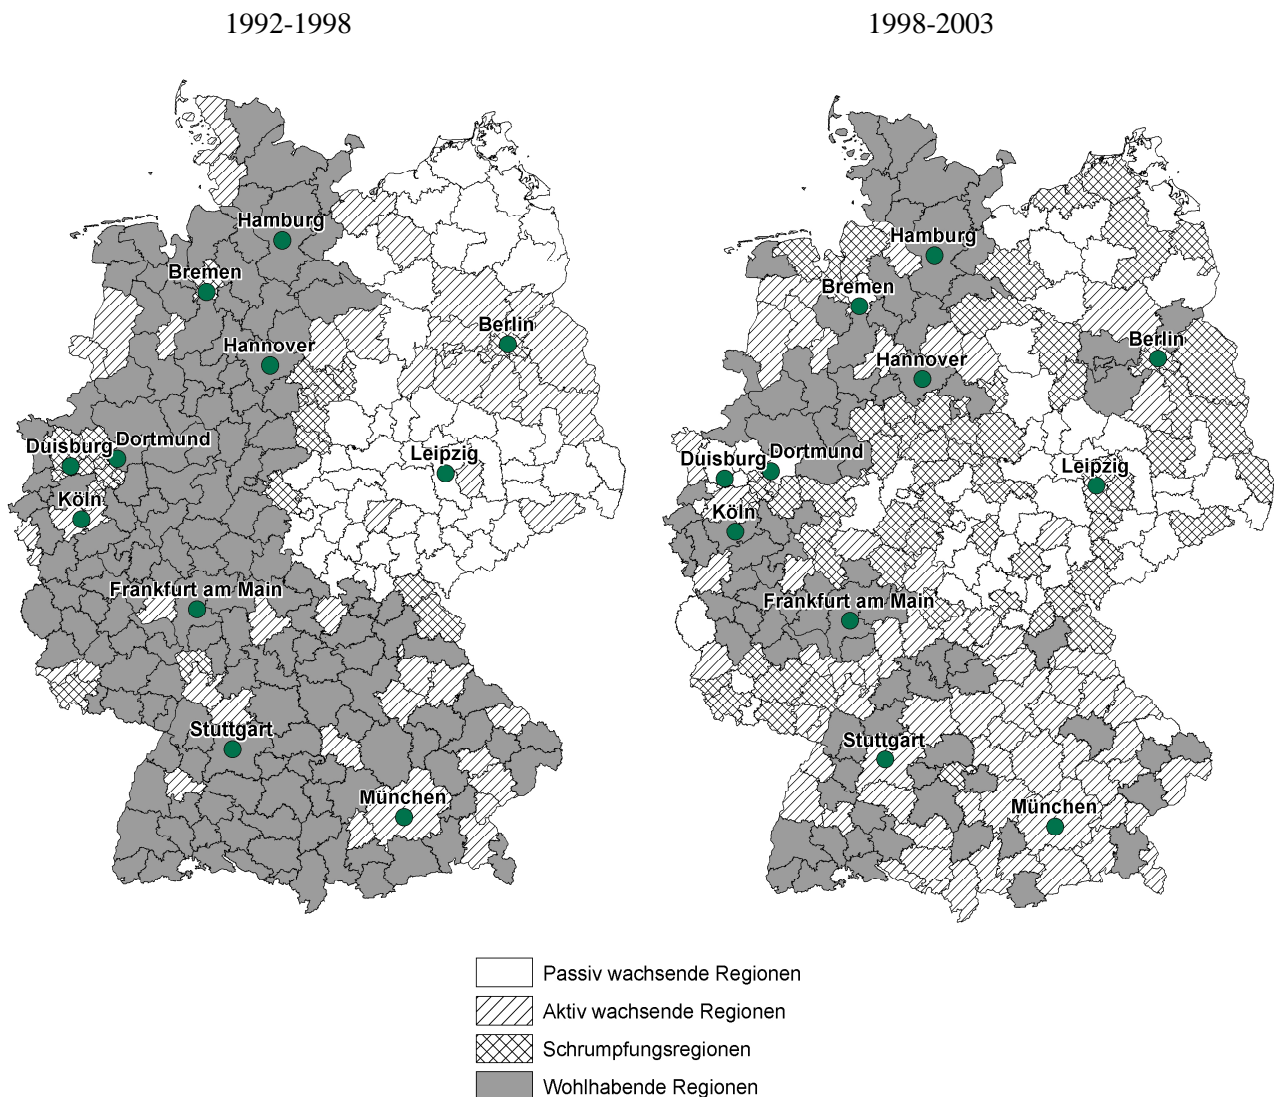 1992-1998
1998-2003
Hamburg
Bremen
Berlin
Hannover
Duisburg
Dortmund
Leipzig
Köln
Frankfurt am Main
Stuttgart
München
Hamburg
Bremen
Berlin
Hannover
Duisburg
Dortmund
Leipzig
Köln
Frankfurt am Main
Stuttgart
München
Passiv wachsende Regionen
Aktiv wachsende Regionen
Schrumpfungsregionen
Wohlhabende Regionen